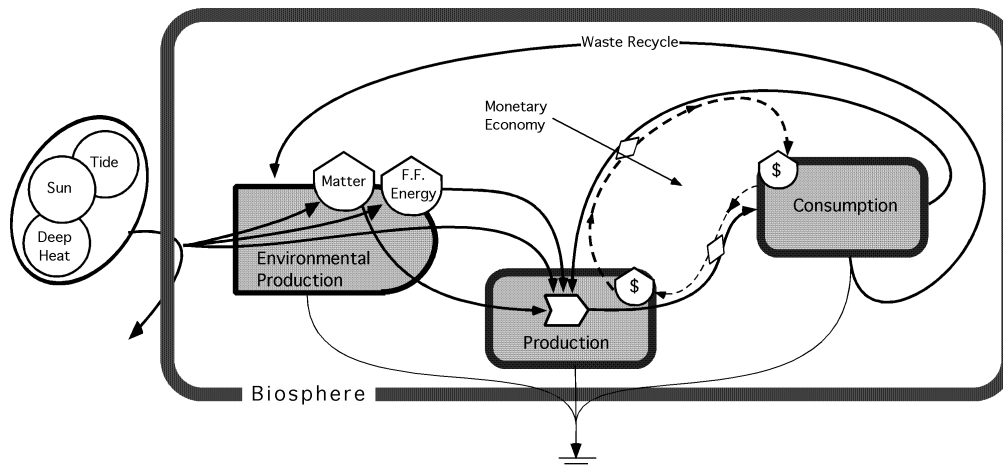 Waste Recycle
Monetary
Economy
Tide
Sun
Deep
Heat
Matter
F.F.
Energy
$
Consumption
Environmental
Production
$
Production
Biosphere